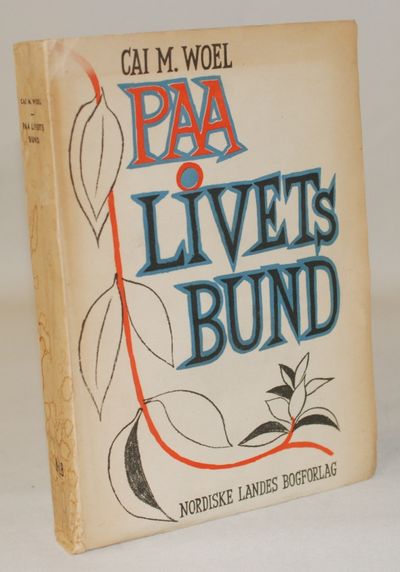 CAI M. WOEL
PAA
LIVETS
BUND
NORDISKE LANDES BOGFORLAG
CAI M. WOEL
PAA LIVETS
BUND